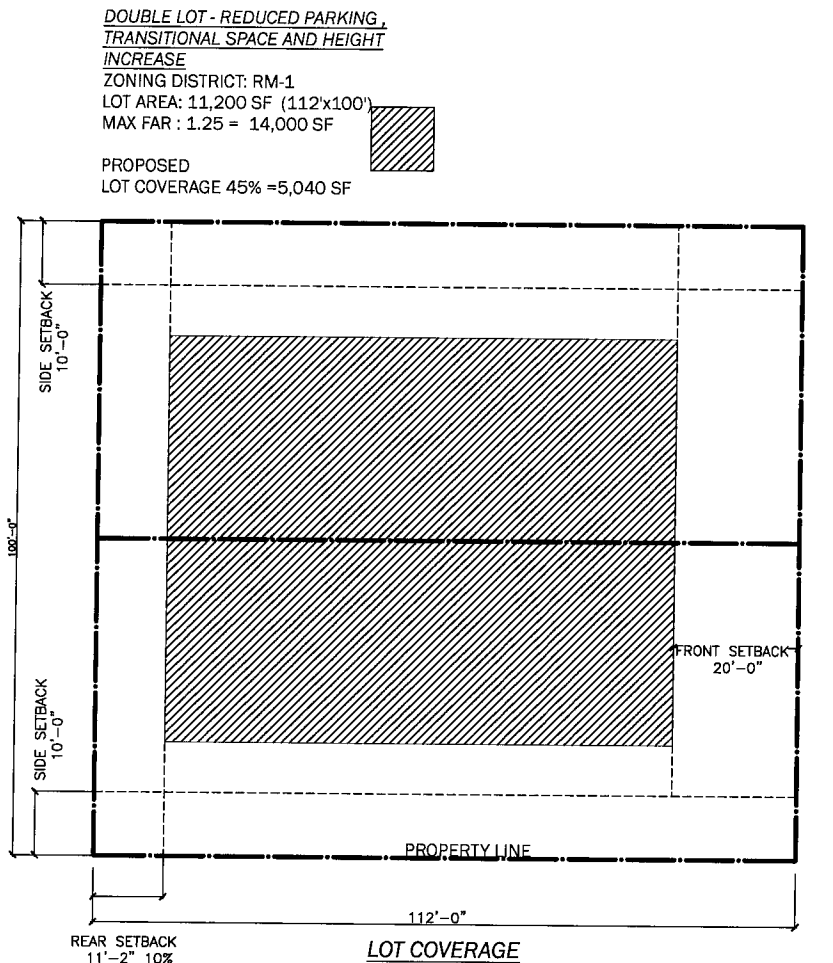 DOUBLE LOT - REDUCED PARKING,
TRANSITIONAL SPACE AND HEIGHT
INCREASE
ZONING DISTRICT: RM-1
LOT AREA: 11,200 SF (112'x100')
MAX FAR : 1.25 = 14,000 SF
PROPOSED
LOT COVERAGE 45% =5,040 SF
SIDE SETBACK
10'-0"
100'-0"
FRONT SETBACK
20'-0"
SIDE SETBACK
10'-0"
PROPERTY LINE
112'-0"
REAR SETBACK
11'-2" 10%
LOT COVERAGE